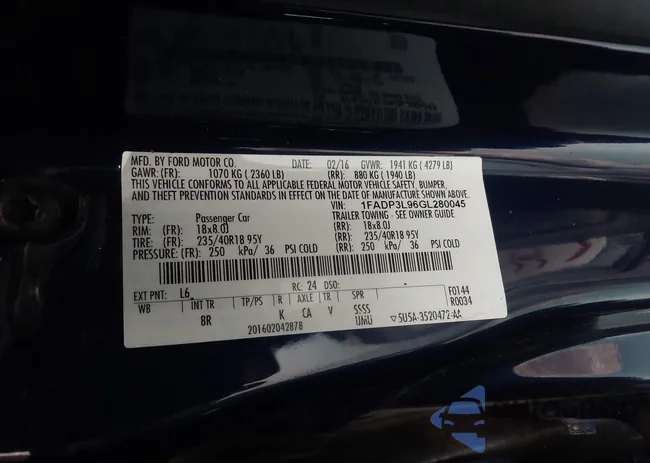 MFD. BY FORD MOTOR CO. DATE: 02/16 GVWR: 1941 KG ( 4279 LB)
GAWR: (FR): 1070 KG ( 2360 LB) (RR): 880 KG ( 1940 LB)
THIS VEHICLE CONFORMS TO ALL APPLICABLE FEDERAL MOTOR VEHICLE SAFETY, BUMPER,
AND THEFT PREVENTION STANDARDS IN EFFECT ON THE DATE OF MANUFACTURE SHOWN ABOVE.
VIN: 1FADP3L96GL280045
TYPE: Passenger Car TRAILER TOWING - SEE OWNER GUIDE
RIM: (FR) 18x8.0J (RR): 18x8.0J
TIRE: (FR) 235/40R18 95Y (RR): 235/40R18 95Y
PRESSURE: (FR) 250 kPa/ 36 PSI COLD (RR) 250 kPa/ 36 PSI COLD
EXT PNT: L6 RC: 24 DSO: F0144
WB INT TR TP/PS R AXLE TR SPR R0034
8R K CA V SSSS
UMU ▽5U5A-3520472-AA
201602042878